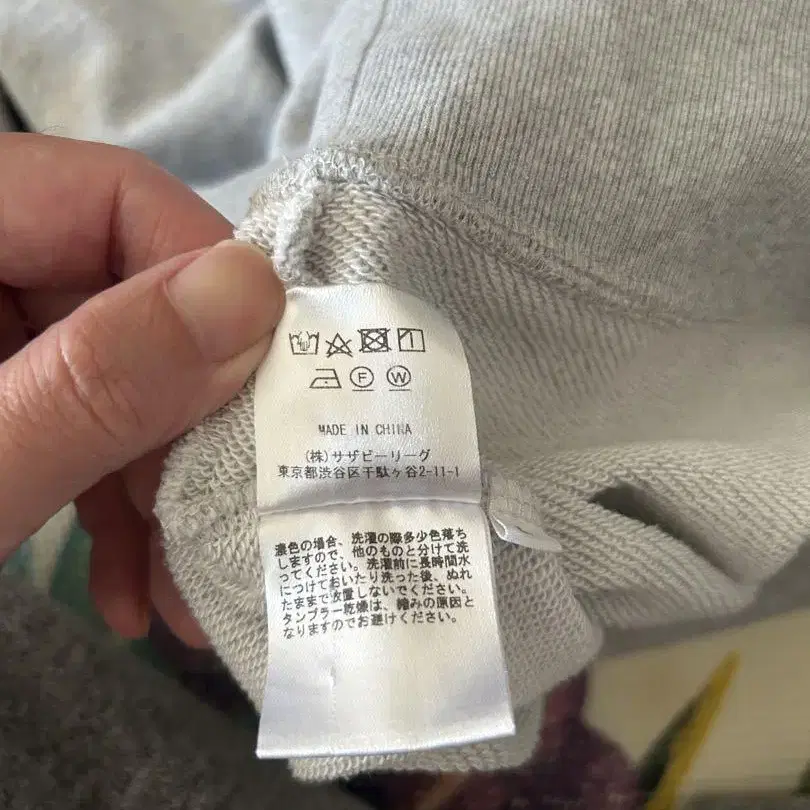 F W
MADE IN CHINA
(株)サザビーリーグ
東京都渋谷区千駄ヶ谷2-11-1
濃色の場合、洗濯の際多少色落ち
しますので、他のものと分けて洗
ってください。洗濯前に長時間水
につけておいたり洗った後、ぬれ
たままで放置しないでください。
タンブラー乾燥は、縮みの原因と
なりますのでお避けください。